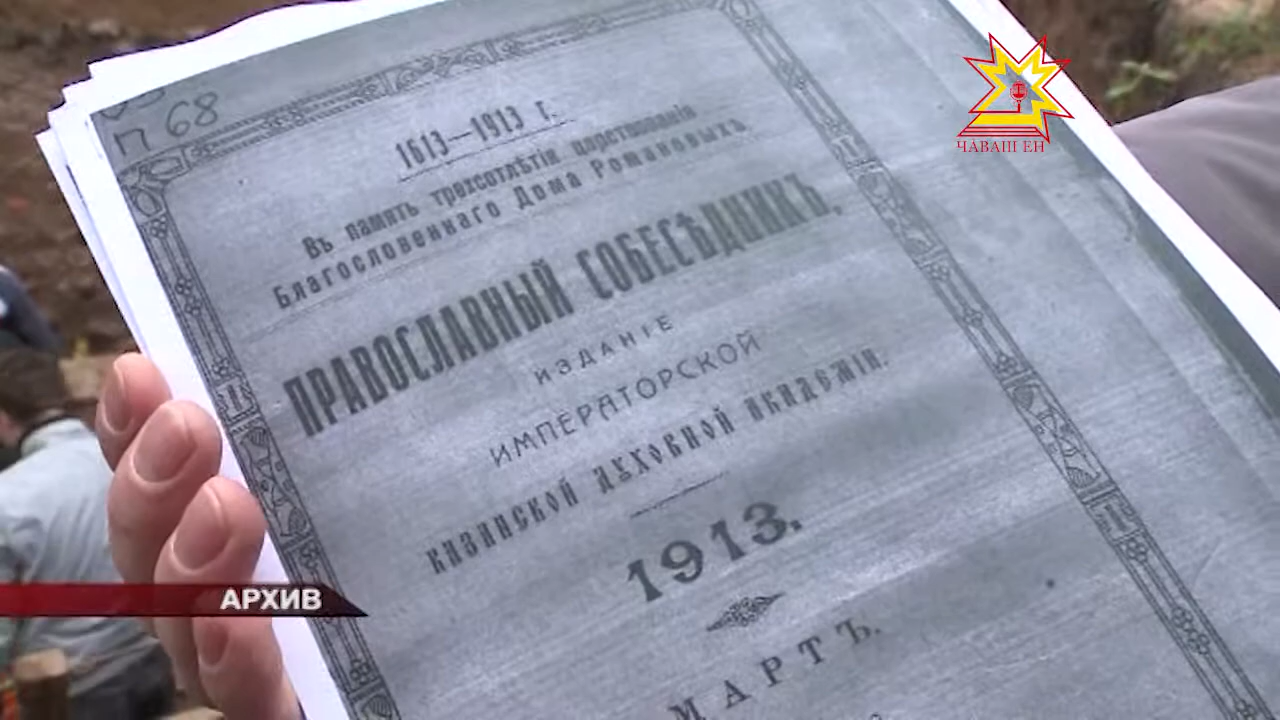 П 68
1613—1913 г.
Въ память трехсотлѣтія царствованія
Благословеннаго Дома Романовыхъ.
ПРАВОСЛАВНЫЙ СОБЕСѢДНИКЪ,
ИЗДАНІЕ
ИМПЕРАТОРСКОЙ
КАЗАНСКОЙ ДУХОВНОЙ АКАДЕМІИ.
1913.
МАРТЪ.
ЧӐВАШ ЕН
АРХИВ